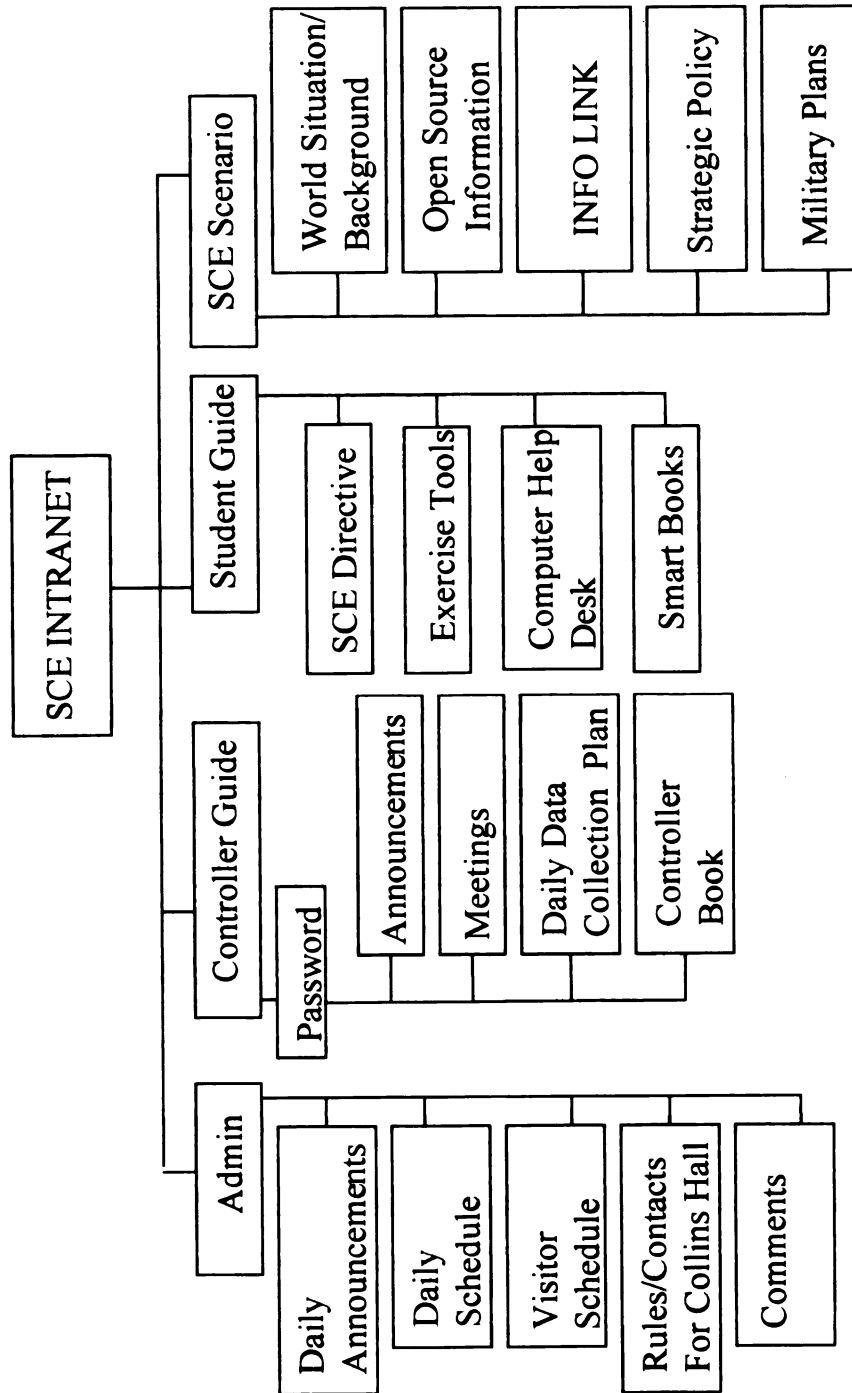 SCE INTRANET
Admin
Daily
Announcements
Daily
Schedule
Visitor
Schedule
Rules/Contacts
For Collins Hall
Comments
Controller Guide
Password
Announcements
Meetings
Daily Data
Collection Plan
Controller
Book
Student Guide
SCE Directive
Exercise Tools
Computer Help
Desk
Smart Books
SCE Scenario
World Situation/
Background
Open Source
Information
INFO LINK
Strategic Policy
Military Plans